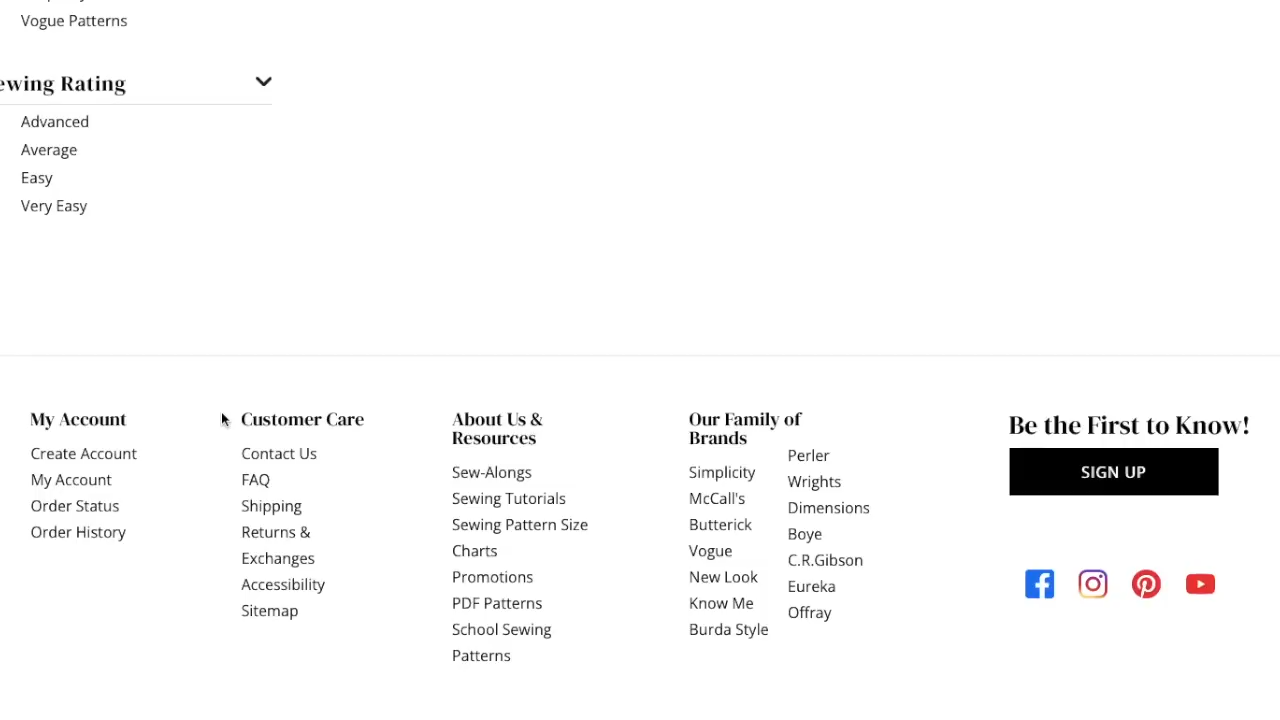 Vogue Patterns
ewing Rating
Advanced
Average
Easy
Very Easy
My Account
Create Account
My Account
Order Status
Order History
Customer Care
Contact Us
FAQ
Shipping
Returns &
Exchanges
Accessibility
Sitemap
About Us &
Resources
Sew-Alongs
Sewing Tutorials
Sewing Pattern Size
Charts
Promotions
PDF Patterns
School Sewing
Patterns
Our Family of
Brands
Simplicity
McCall's
Butterick
Vogue
New Look
Know Me
Burda Style
Perler
Wrights
Dimensions
Boye
C.R.Gibson
Eureka
Offray
Be the First to Know!
SIGN UP